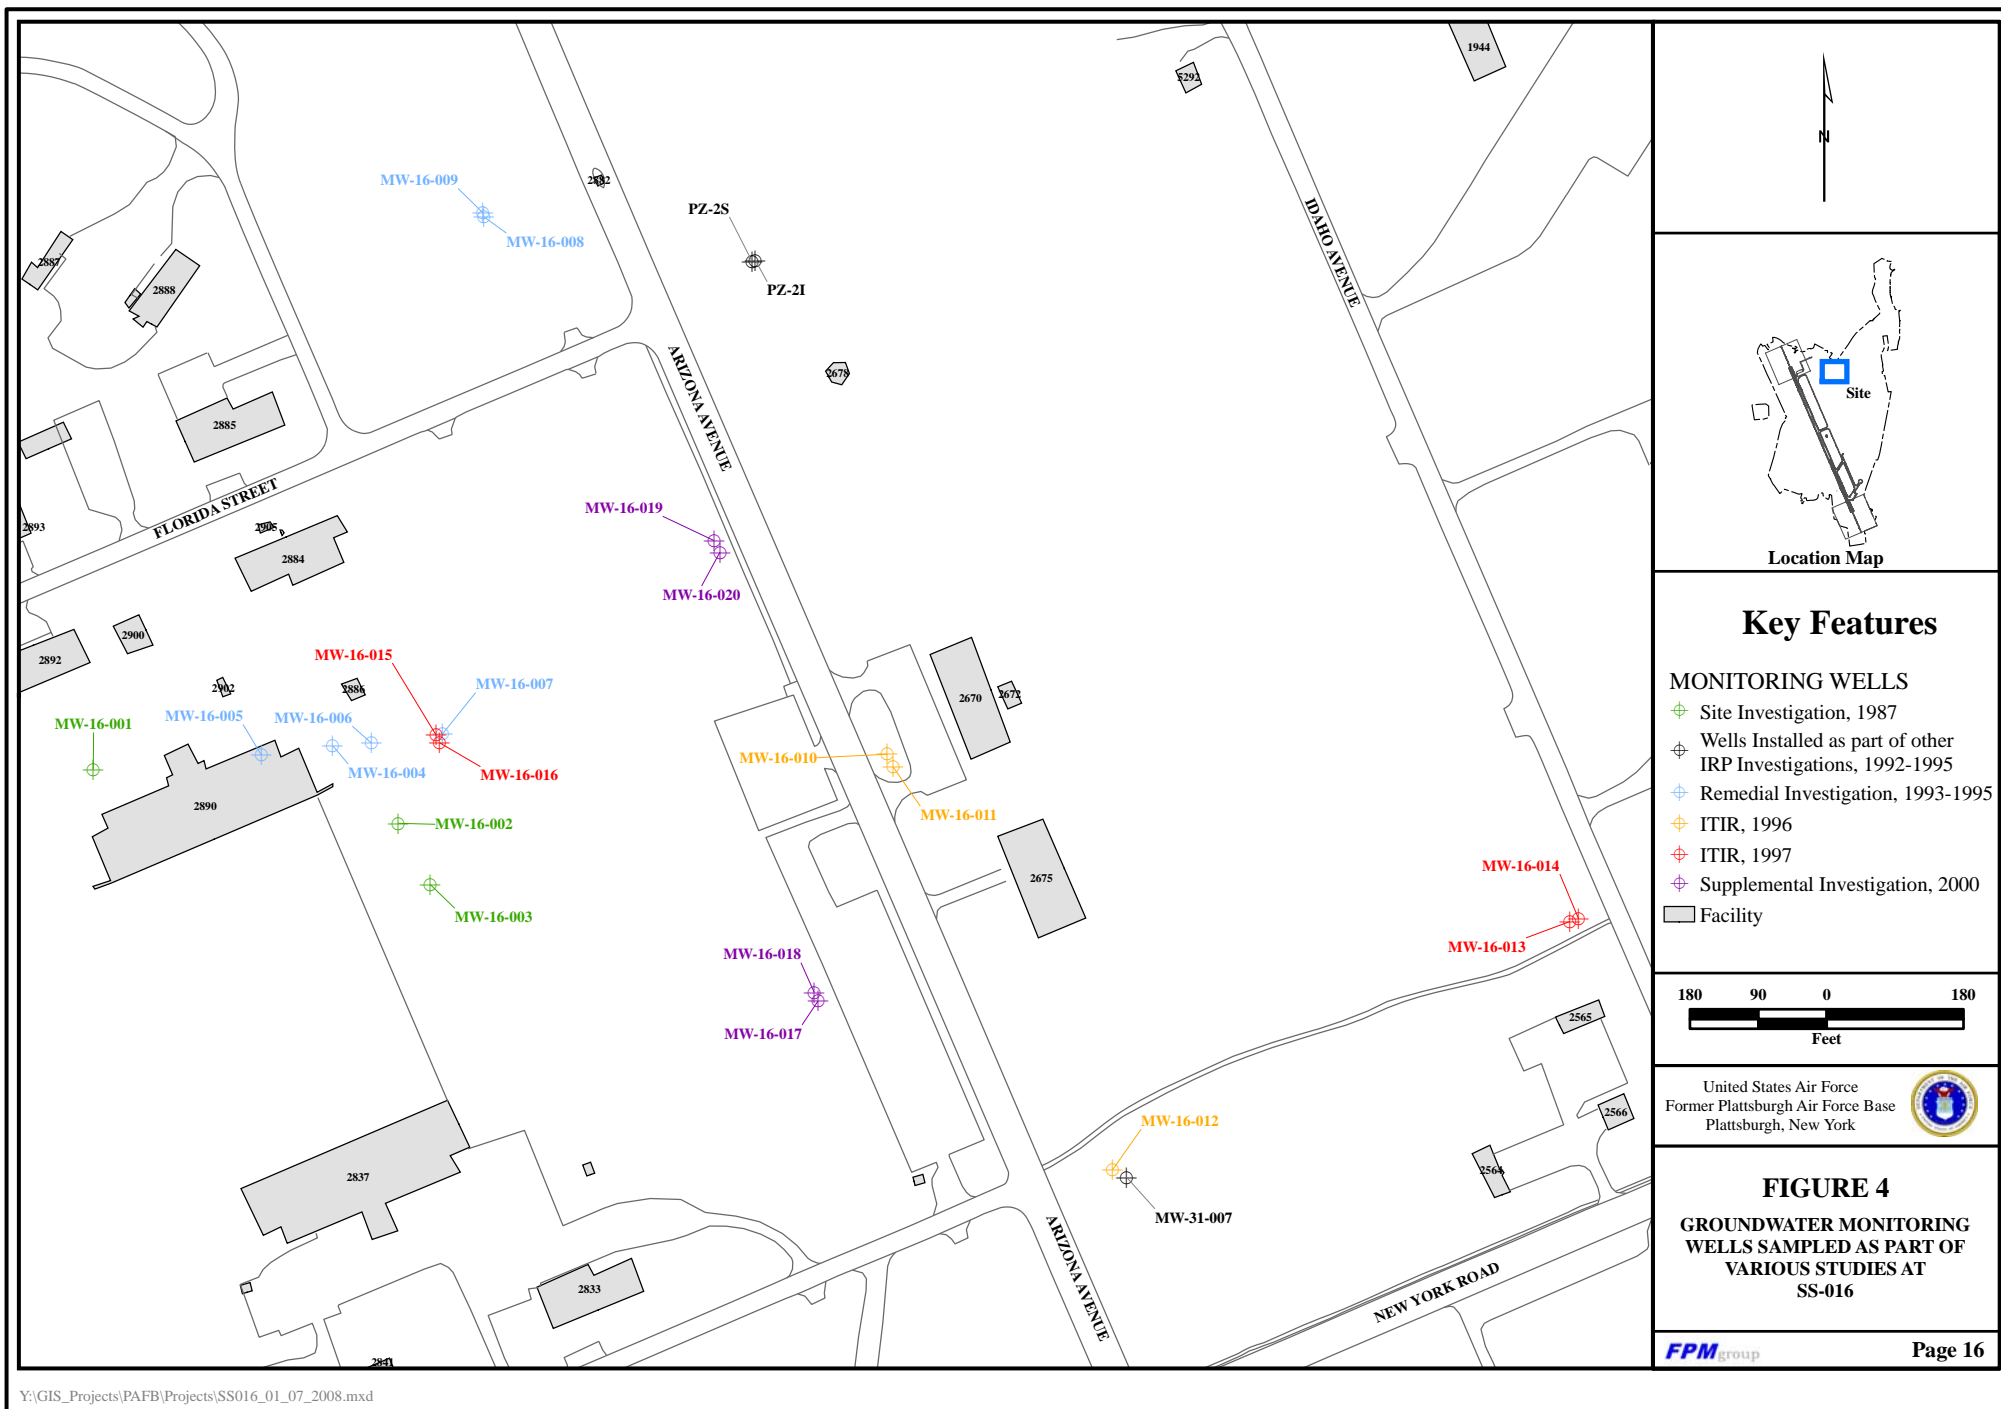 1944
5292
MW-16-009
2882
MW-16-008
PZ-2S
PZ-2I
IDAHO AVENUE
2887
2888
2678
ARIZONA AVENUE
2885
FLORIDA STREET
2893
2905
2884
MW-16-019
MW-16-020
2900
2892
2902
2886
MW-16-015
MW-16-007
MW-16-001
MW-16-005
MW-16-006
MW-16-004
MW-16-016
2890
MW-16-002
MW-16-003
2670
2672
MW-16-010
MW-16-011
2675
MW-16-014
MW-16-013
MW-16-018
MW-16-017
2565
2566
2564
MW-16-012
MW-31-007
2837
2833
2841
ARIZONA AVENUE
NEW YORK ROAD
N
Site
Location Map
Key Features
MONITORING WELLS
Site Investigation, 1987
Wells Installed as part of other
IRP Investigations, 1992-1995
Remedial Investigation, 1993-1995
ITIR, 1996
ITIR, 1997
Supplemental Investigation, 2000
Facility
180 90 0 180
Feet
United States Air Force
Former Plattsburgh Air Force Base
Plattsburgh, New York
FIGURE 4
GROUNDWATER MONITORING
WELLS SAMPLED AS PART OF
VARIOUS STUDIES AT
SS-016
FPM group
Page 16
Y:\GIS_Projects\PAFB\Projects\SS016_01_07_2008.mxd